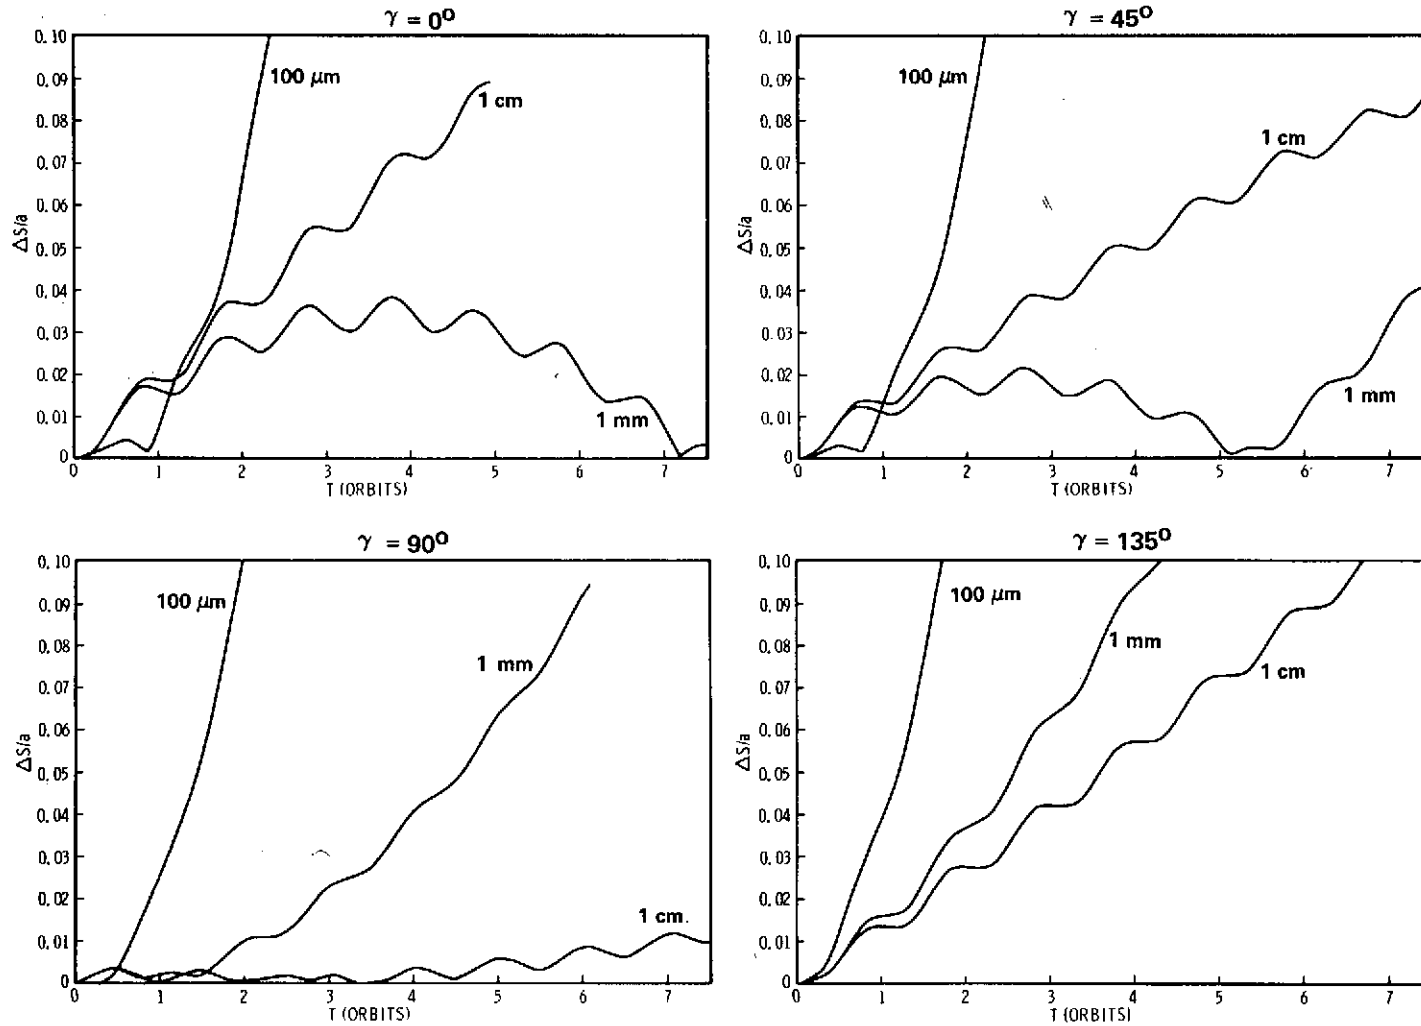 γ = 0°
0.10
0.09
0.08
0.07
0.06
0.05
0.04
0.03
0.02
0.01
0
ΔS/a
100 μm
1 cm
1 mm
0 1 2 3 4 5 6 7
T (ORBITS)
γ = 45°
0.10
0.09
0.08
0.07
0.06
0.05
0.04
0.03
0.02
0.01
0
ΔS/a
100 μm
1 cm
1 mm
0 1 2 3 4 5 6 7
T (ORBITS)
γ = 90°
0.10
0.09
0.08
0.07
0.06
0.05
0.04
0.03
0.02
0.01
0
ΔS/a
100 μm
1 mm
1 cm.
0 1 2 3 4 5 6 7
T (ORBITS)
γ = 135°
0.10
0.09
0.08
0.07
0.06
0.05
0.04
0.03
0.02
0.01
0
ΔS/a
100 μm
1 mm
1 cm
0 1 2 3 4 5 6 7
T (ORBITS)